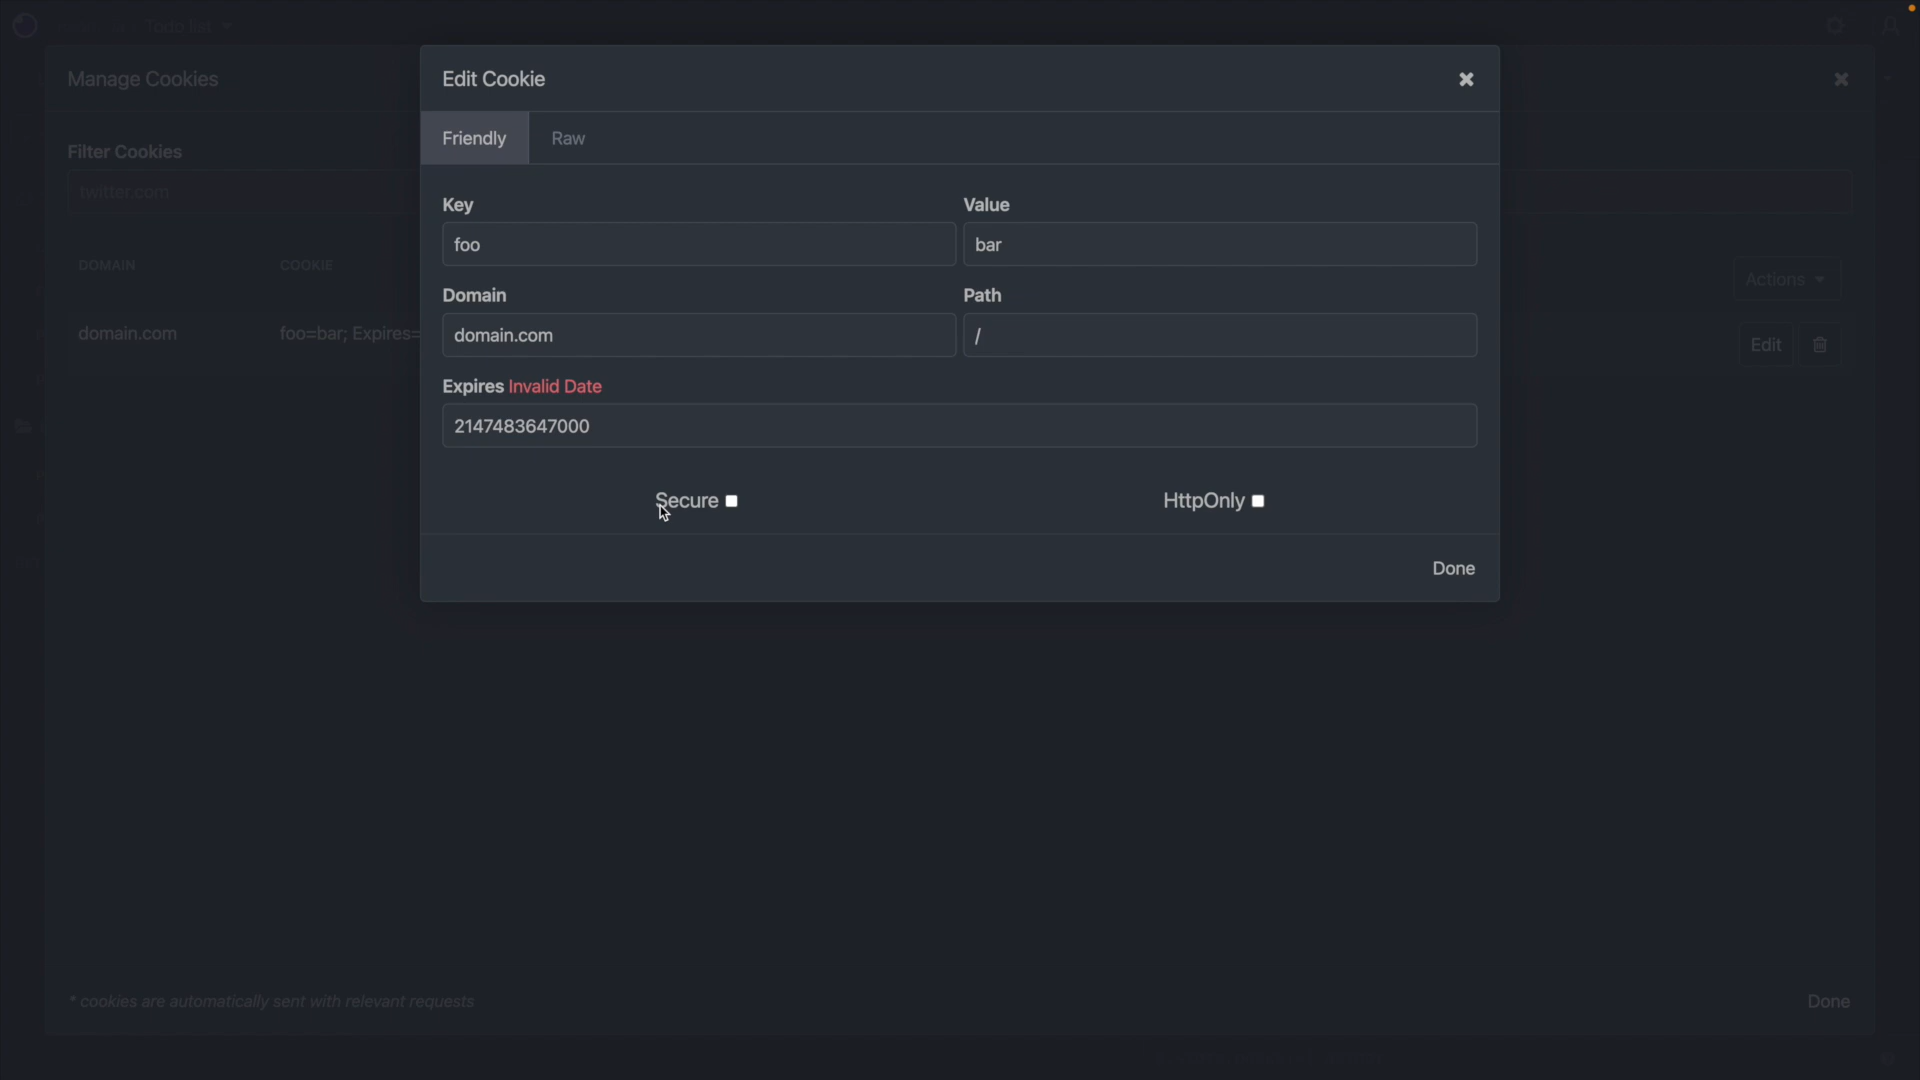 Todo list
Manage Cookies
Edit Cookie
Friendly
Raw
Filter Cookies
twitter.com
Key
Value
foo
bar
DOMAIN
COOKIE
Actions
Domain
Path
domain.com
foo=bar; Expires=
domain.com
/
Edit
Expires Invalid Date
2147483647000
Secure
HttpOnly
Done
* cookies are automatically sent with relevant requests
Done